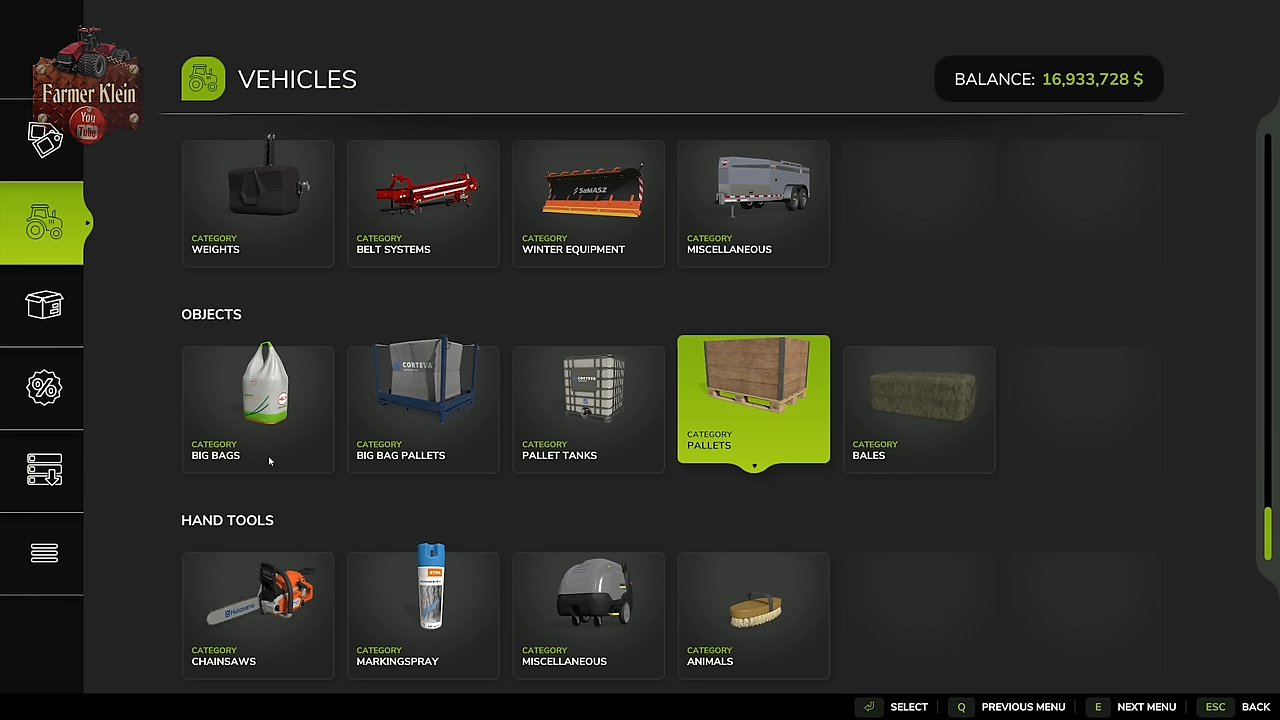 Farmer Klein
You
Tube
VEHICLES
BALANCE: 16,933,728 $
CATEGORY
WEIGHTS
CATEGORY
BELT SYSTEMS
SaMASZ
CATEGORY
WINTER EQUIPMENT
CATEGORY
MISCELLANEOUS
OBJECTS
CATEGORY
BIG BAGS
CORTEVA
CATEGORY
BIG BAG PALLETS
CORTEVA
CATEGORY
PALLET TANKS
CATEGORY
PALLETS
CATEGORY
BALES
HAND TOOLS
Husqvarna
CATEGORY
CHAINSAWS
CATEGORY
MARKINGSPRAY
CATEGORY
MISCELLANEOUS
CATEGORY
ANIMALS
SELECT
Q PREVIOUS MENU
E NEXT MENU
ESC BACK